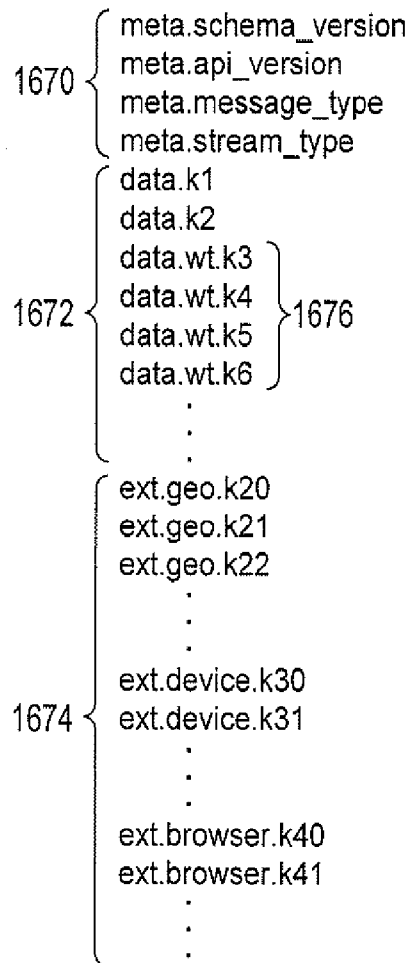 meta.schema_version
meta.api_version
1670
meta.message_type
meta.stream_type
data.k1
data.k2
data.wt.k3
1672
data.wt.k4
1676
data.wt.k5
data.wt.k6
.
.
.
ext.geo.k20
ext.geo.k21
ext.geo.k22
.
.
.
ext.device.k30
1674
ext.device.k31
.
.
.
ext.browser.k40
ext.browser.k41
.
.
.